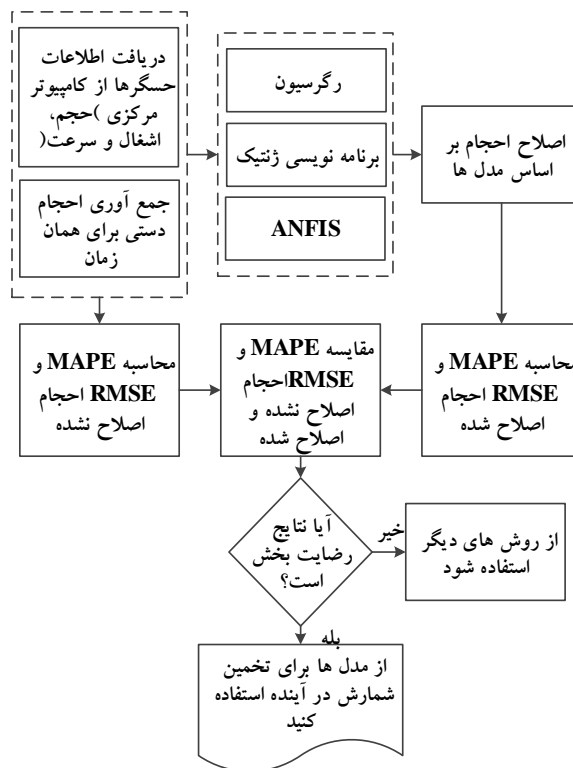 دریافت اطلاعات
حسگرها از کامپیوتر
مرکزی )حجم،
اشغال و سرعت(
جمع آوری احجام
دستی برای همان
زمان
رگرسیون
برنامه نویسی ژنتیک
ANFIS
اصلاح احجام بر
اساس مدل ها
محاسبه MAPE و
RMSE احجام
اصلاح نشده
مقایسه MAPE و
RMSEاحجام
اصلاح نشده و
اصلاح شده
محاسبه MAPE و
RMSE احجام
اصلاح شده
آیا نتایج
رضایت بخش
است؟
خیر
از روش های دیگر
استفاده شود
بله
از مدل ها برای تخمین
شمارش در آینده استفاده
کنید